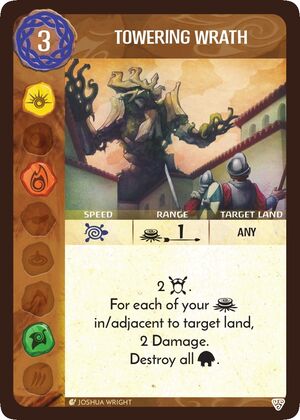 3
TOWERING WRATH
SPEED RANGE TARGET LAND
1 ANY
2 .
For each of your
in/adjacent to target land,
2 Damage.
Destroy all .
JOSHUA WRIGHT